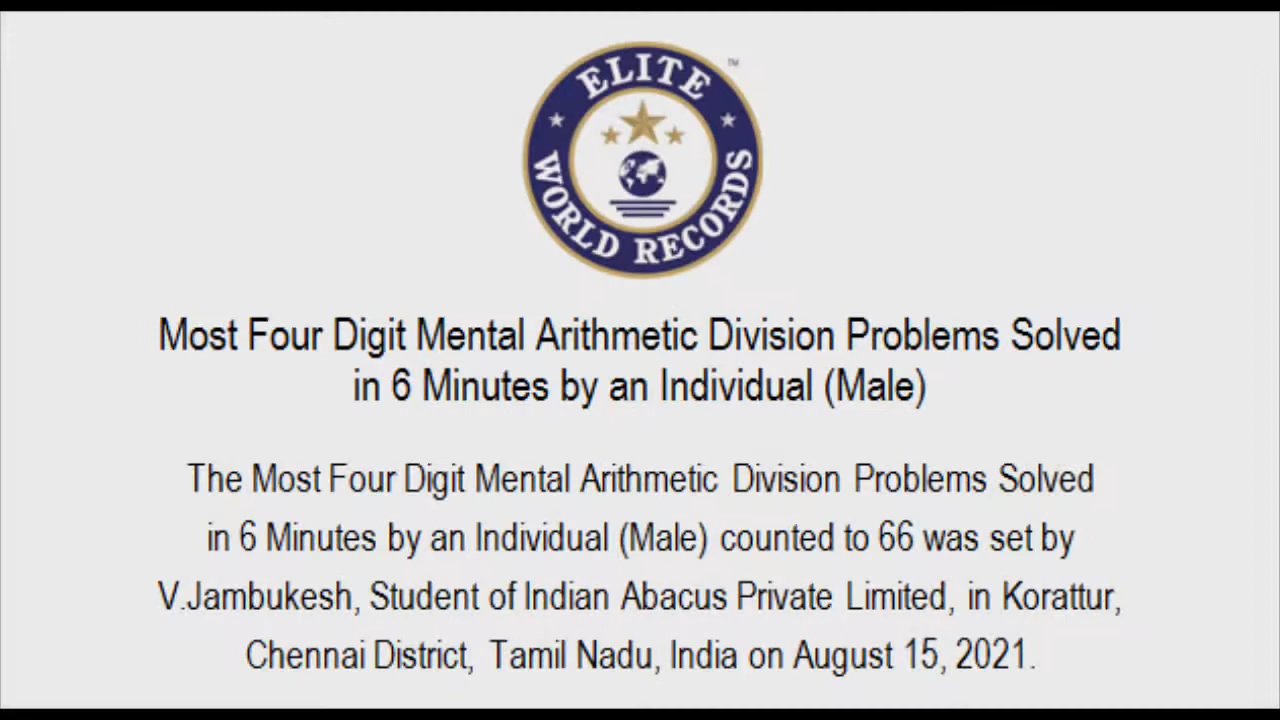 ELITE
WORLD RECORDS
TM
Most Four Digit Mental Arithmetic Division Problems Solved
in 6 Minutes by an Individual (Male)
The Most Four Digit Mental Arithmetic Division Problems Solved
in 6 Minutes by an Individual (Male) counted to 66 was set by
V.Jambukesh, Student of Indian Abacus Private Limited, in Korattur,
Chennai District, Tamil Nadu, India on August 15, 2021.